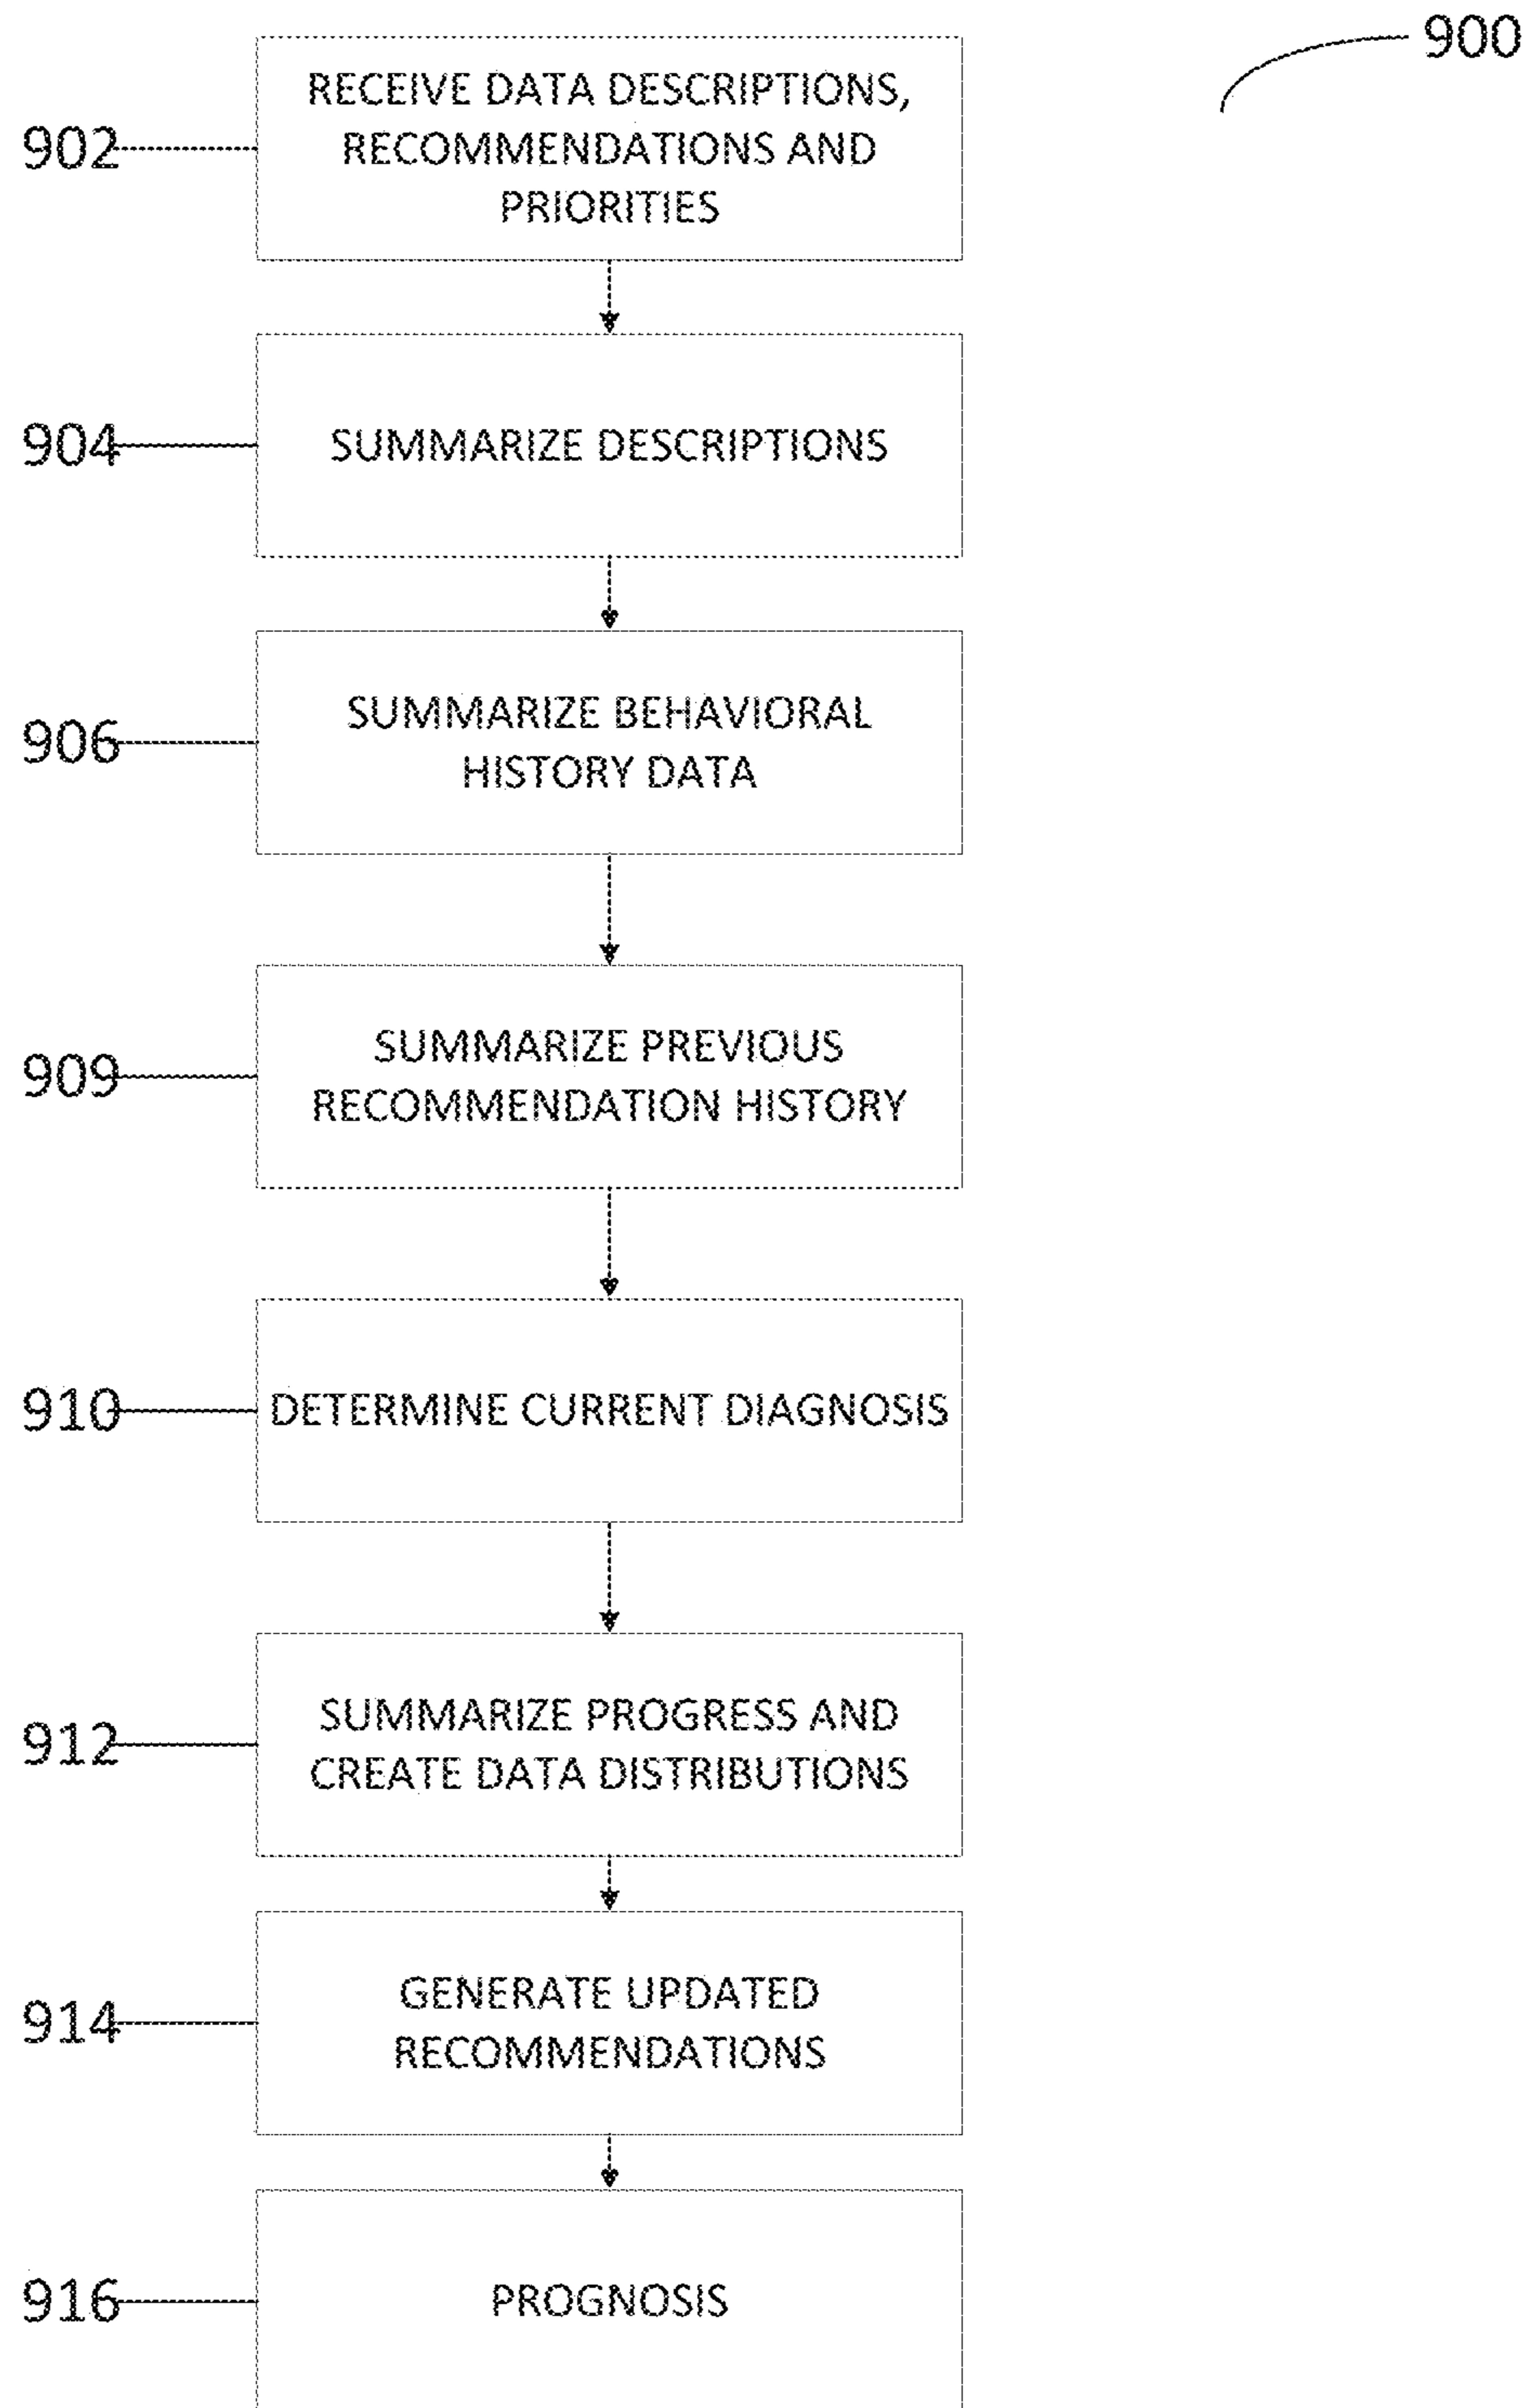 900
902
RECEIVE DATA DESCRIPTIONS,
RECOMMENDATIONS AND
PRIORITIES
904
SUMMARIZE DESCRIPTIONS
906
SUMMARIZE BEHAVIORAL
HISTORY DATA
909
SUMMARIZE PREVIOUS
RECOMMENDATION HISTORY
910
DETERMINE CURRENT DIAGNOSIS
912
SUMMARIZE PROGRESS AND
CREATE DATA DISTRIBUTIONS
914
GENERATE UPDATED
RECOMMENDATIONS
916
PROGNOSIS